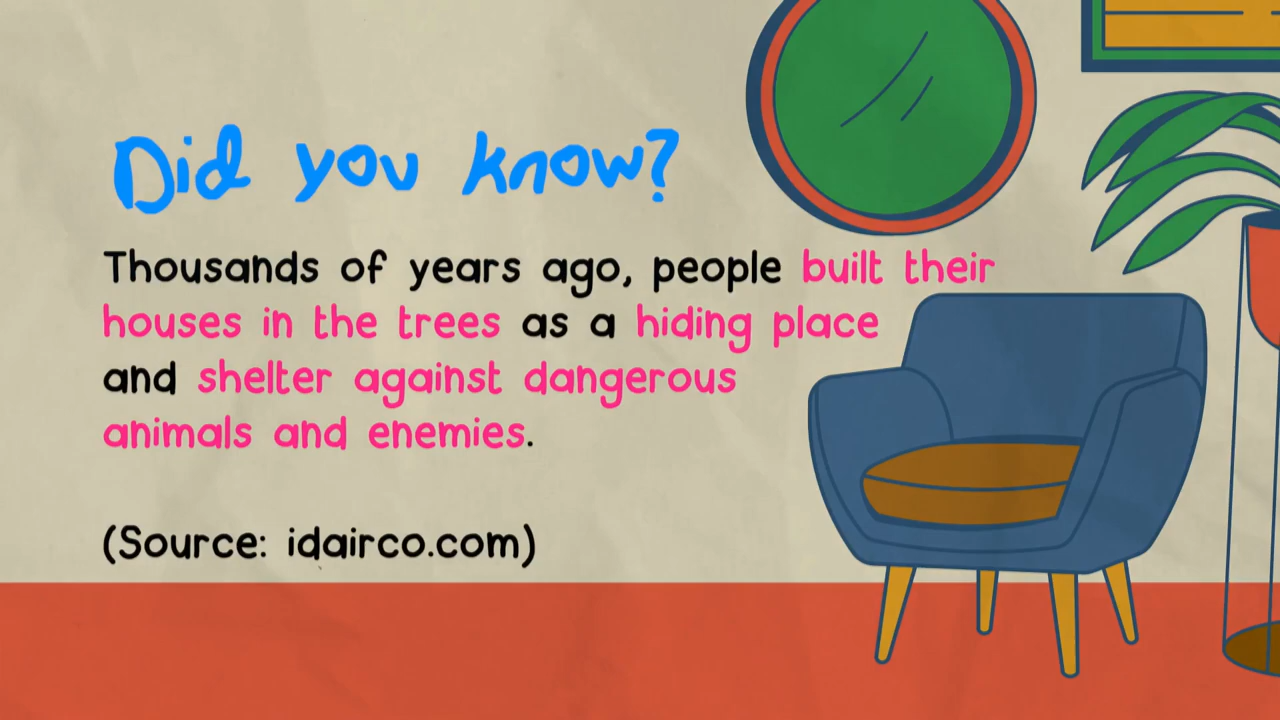 Did you know?
Thousands of years ago, people built their
houses in the trees as a hiding place
and shelter against dangerous
animals and enemies.
(Source: idairco.com)